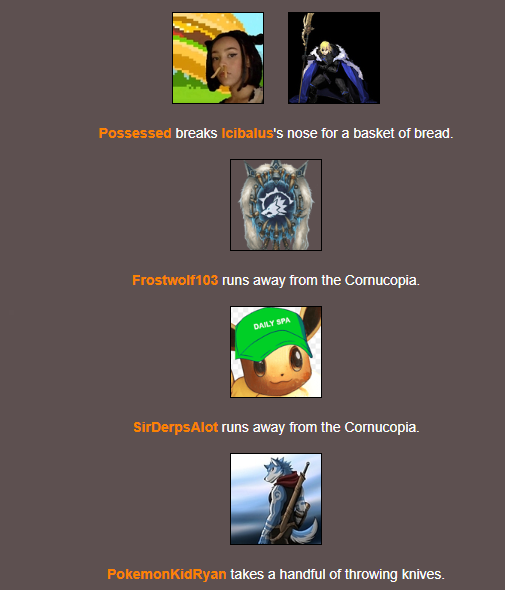 Possessed breaks Icibalus's nose for a basket of bread.
Frostwolf103 runs away from the Cornucopia.
DAILY SPA
SirDerpsAlot runs away from the Cornucopia.
PokemonKidRyan takes a handful of throwing knives.